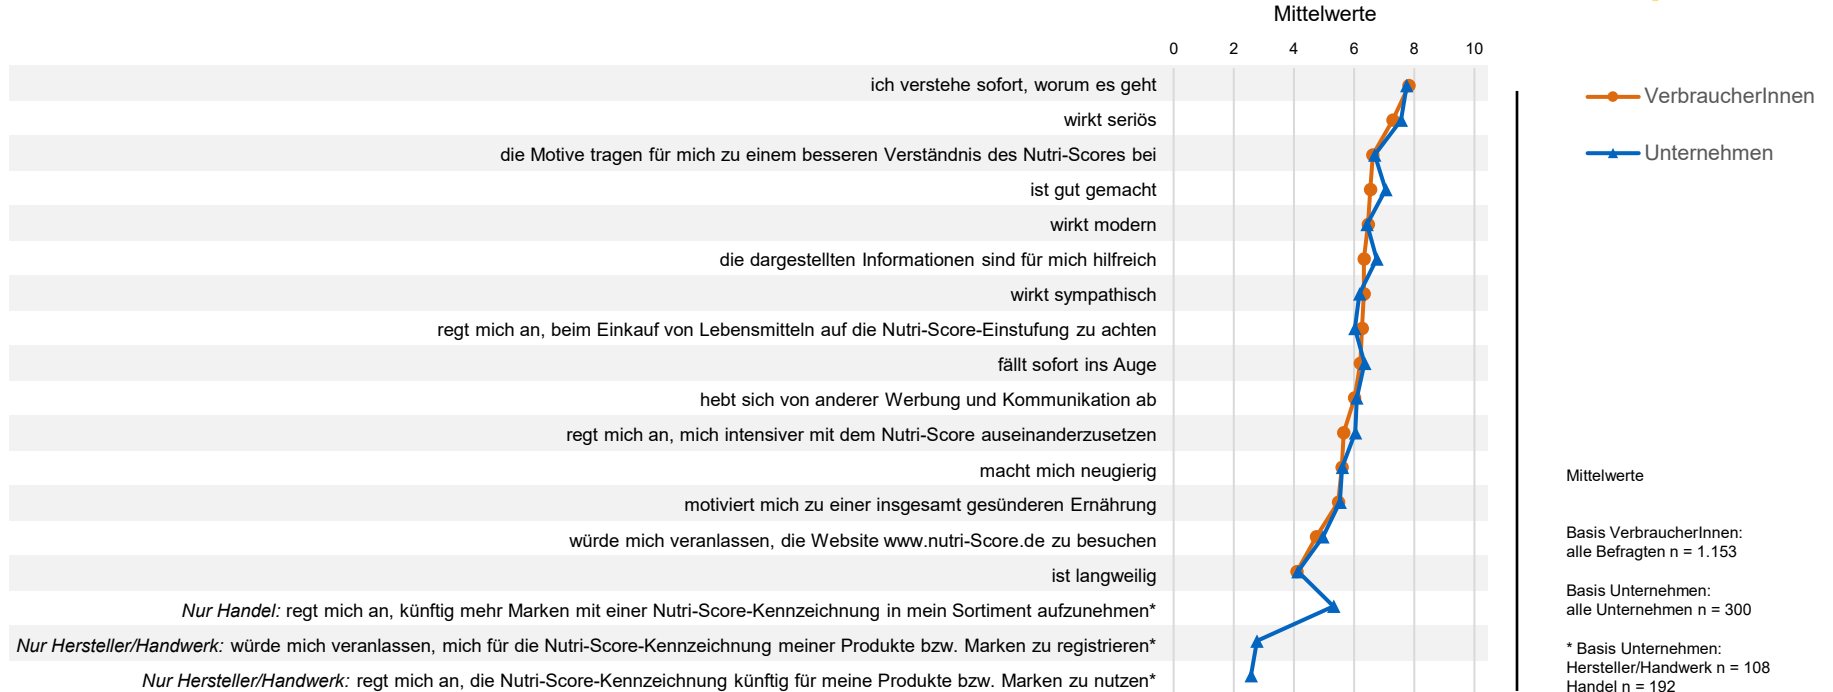 Mittelwerte
0 2 4 6 8 10
ich verstehe sofort, worum es geht
wirkt seriös
die Motive tragen für mich zu einem besseren Verständnis des Nutri-Scores bei
ist gut gemacht
wirkt modern
die dargestellten Informationen sind für mich hilfreich
wirkt sympathisch
regt mich an, beim Einkauf von Lebensmitteln auf die Nutri-Score-Einstufung zu achten
fällt sofort ins Auge
hebt sich von anderer Werbung und Kommunikation ab
regt mich an, mich intensiver mit dem Nutri-Score auseinanderzusetzen
macht mich neugierig
motiviert mich zu einer insgesamt gesünderen Ernährung
würde mich veranlassen, die Website www.nutri-Score.de zu besuchen
ist langweilig
Nur Handel: regt mich an, künftig mehr Marken mit einer Nutri-Score-Kennzeichnung in mein Sortiment aufzunehmen*
Nur Hersteller/Handwerk: würde mich veranlassen, mich für die Nutri-Score-Kennzeichnung meiner Produkte bzw. Marken zu registrieren*
Nur Hersteller/Handwerk: regt mich an, die Nutri-Score-Kennzeichnung künftig für meine Produkte bzw. Marken zu nutzen*
VerbraucherInnen
Unternehmen
Mittelwerte
Basis VerbraucherInnen:
alle Befragten n = 1.153
Basis Unternehmen:
alle Unternehmen n = 300
* Basis Unternehmen:
Hersteller/Handwerk n = 108
Handel n = 192